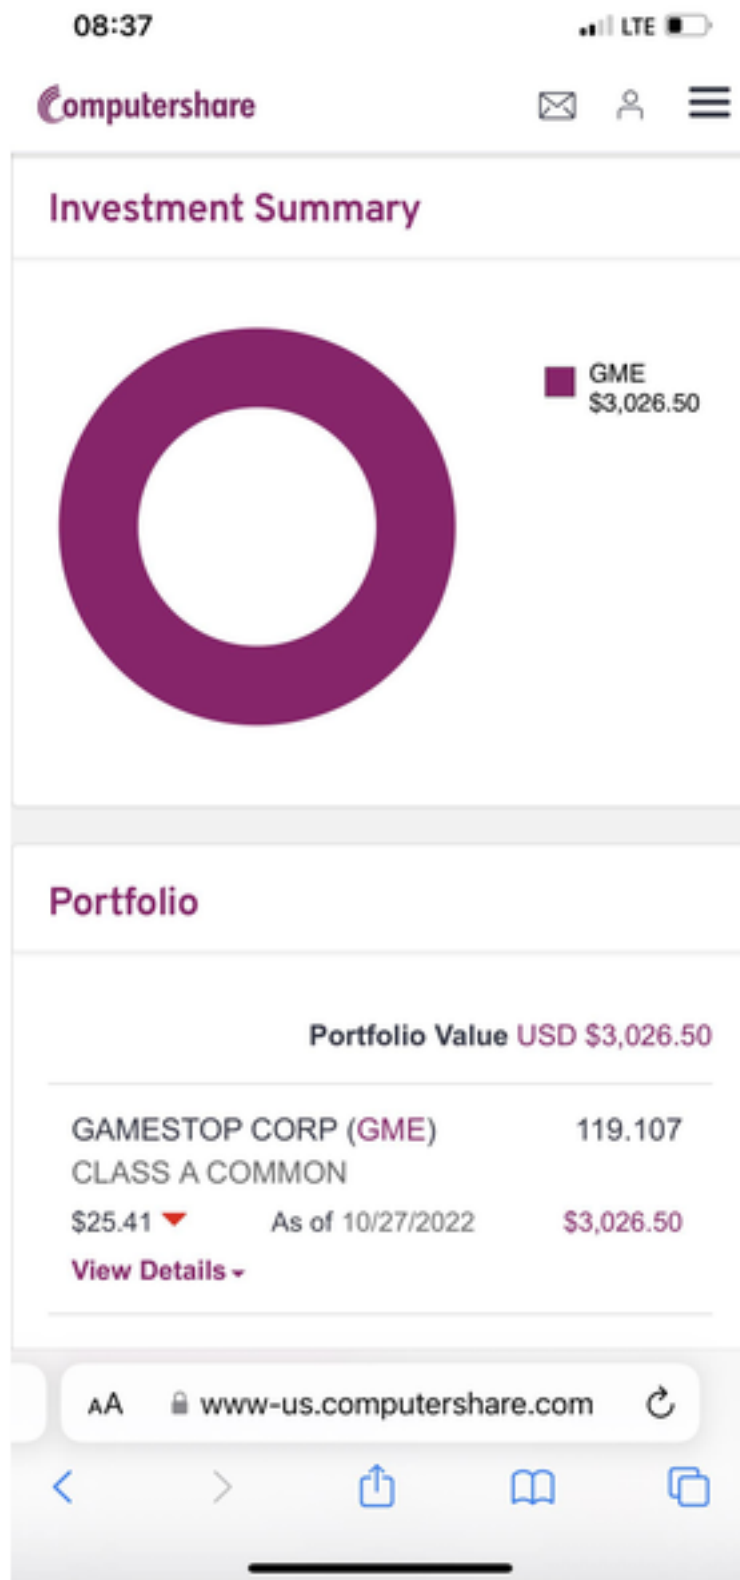 08:37 LTE
Computershare
Investment Summary
GME
$3,026.50
Portfolio
Portfolio Value USD $3,026.50
GAMESTOP CORP (GME) 119.107
CLASS A COMMON
$25.41 As of 10/27/2022 $3,026.50
View Details
AA www-us.computershare.com